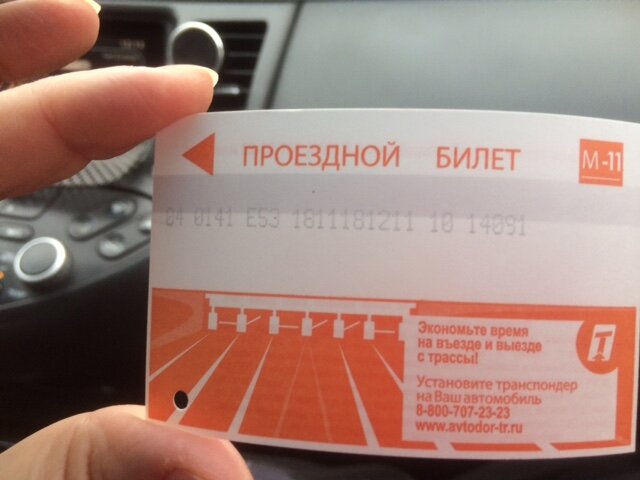 ПРОЕЗДНОЙ БИЛЕТ
М-11
04 0141 E53 1811181211 10 14091
Экономьте время
на въезде и выезде
с трассы!
Т
Установите транспондер
на Ваш автомобиль
8-800-707-23-23
www.avtodor-tr.ru